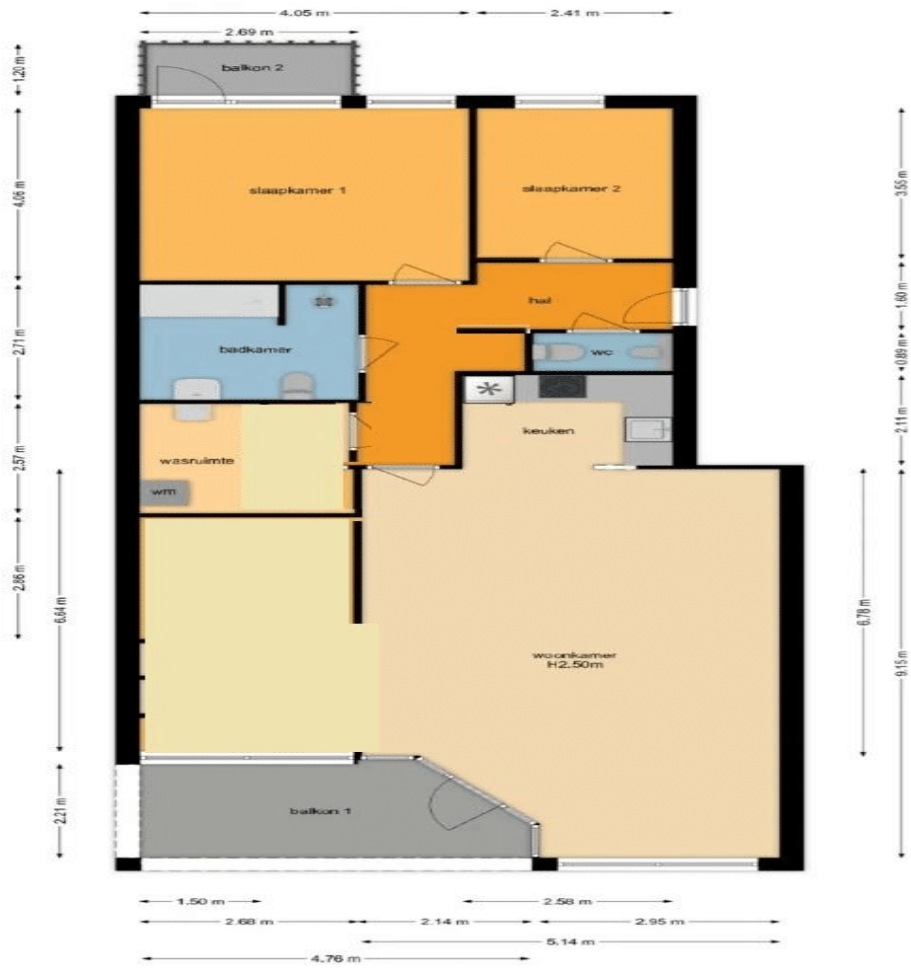 4.05 m
2.41 m
2.69 m
1.20 m
balkon 2
4.06 m
slaapkamer 1
slaapkamer 2
3.55 m
hal
1.60 m
2.71 m
badkamer
wc
0.89 m
keuken
2.11 m
2.57 m
wasruimte
wm
2.86 m
6.64 m
woonkamer
H2.50m
6.78 m
9.15 m
2.21 m
balkon 1
1.50 m
2.58 m
2.68 m
2.14 m
2.95 m
5.14 m
4.76 m